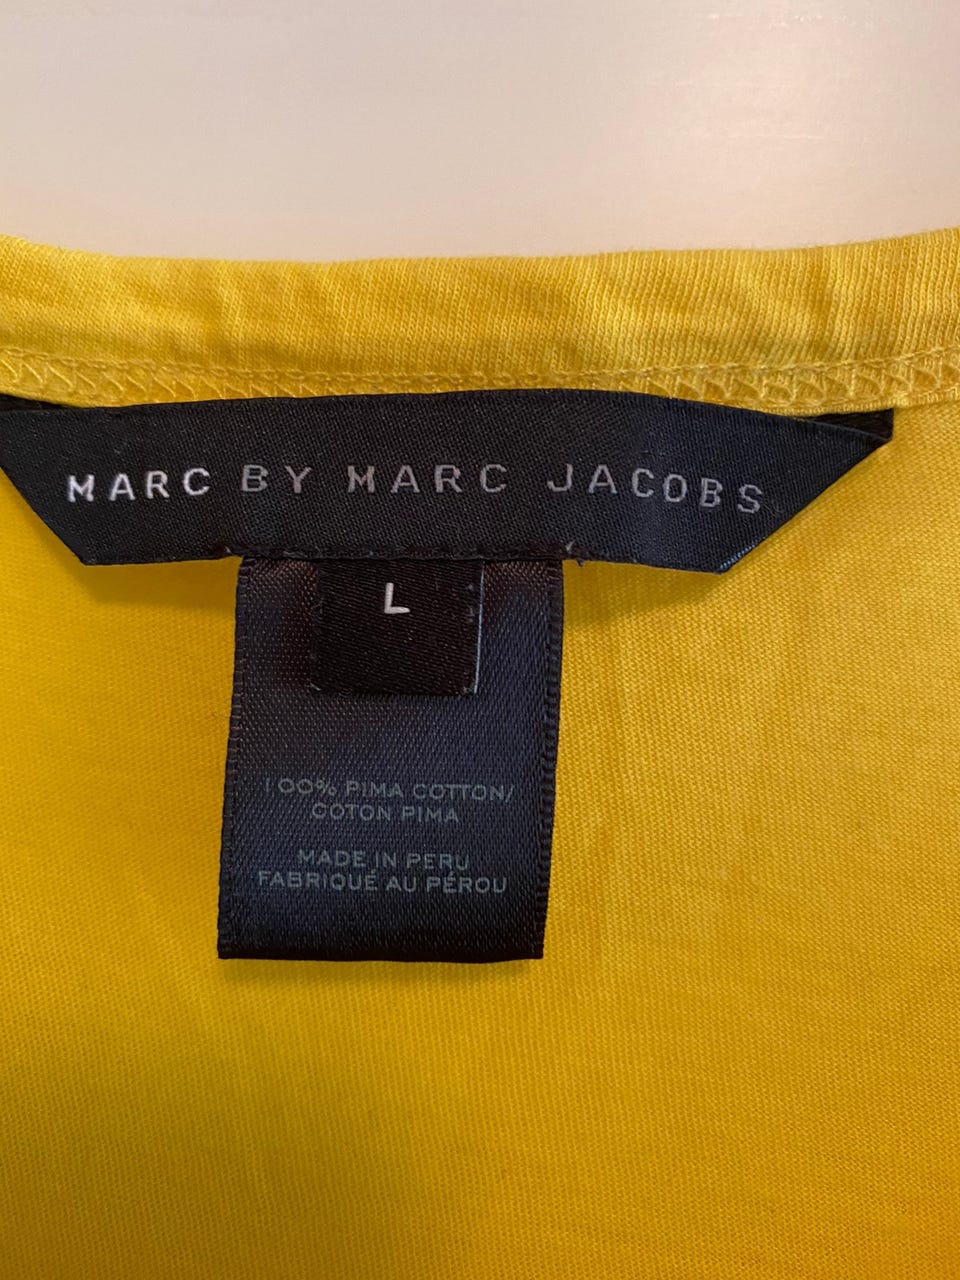 MARC BY MARC JACOBS
L
100% PIMA COTTON/
COTON PIMA
MADE IN PERU
FABRIQUÉ AU PÉROU